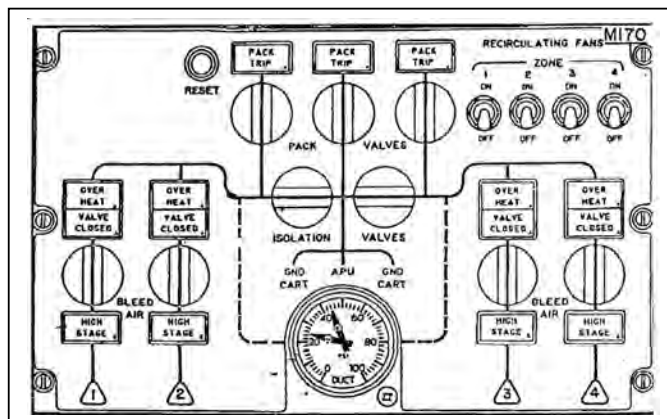 M170
PACK TRIP
PACK TRIP
PACK TRIP
RECIRCULATING FANS
ZONE
1 2 3 4
ON ON ON ON
OFF OFF OFF OFF
RESET
PACK VALVES
OVER HEAT
VALVE CLOSED
OVER HEAT
VALVE CLOSED
ISOLATION VALVES
OVER HEAT
VALVE CLOSED
OVER HEAT
VALVE CLOSED
GND CART
APU
GND CART
BLEED AIR
BLEED AIR
HIGH STAGE
HIGH STAGE
HIGH STAGE
HIGH STAGE
0 20 40 60 80 100
PSI
DUCT
1 2 3 4